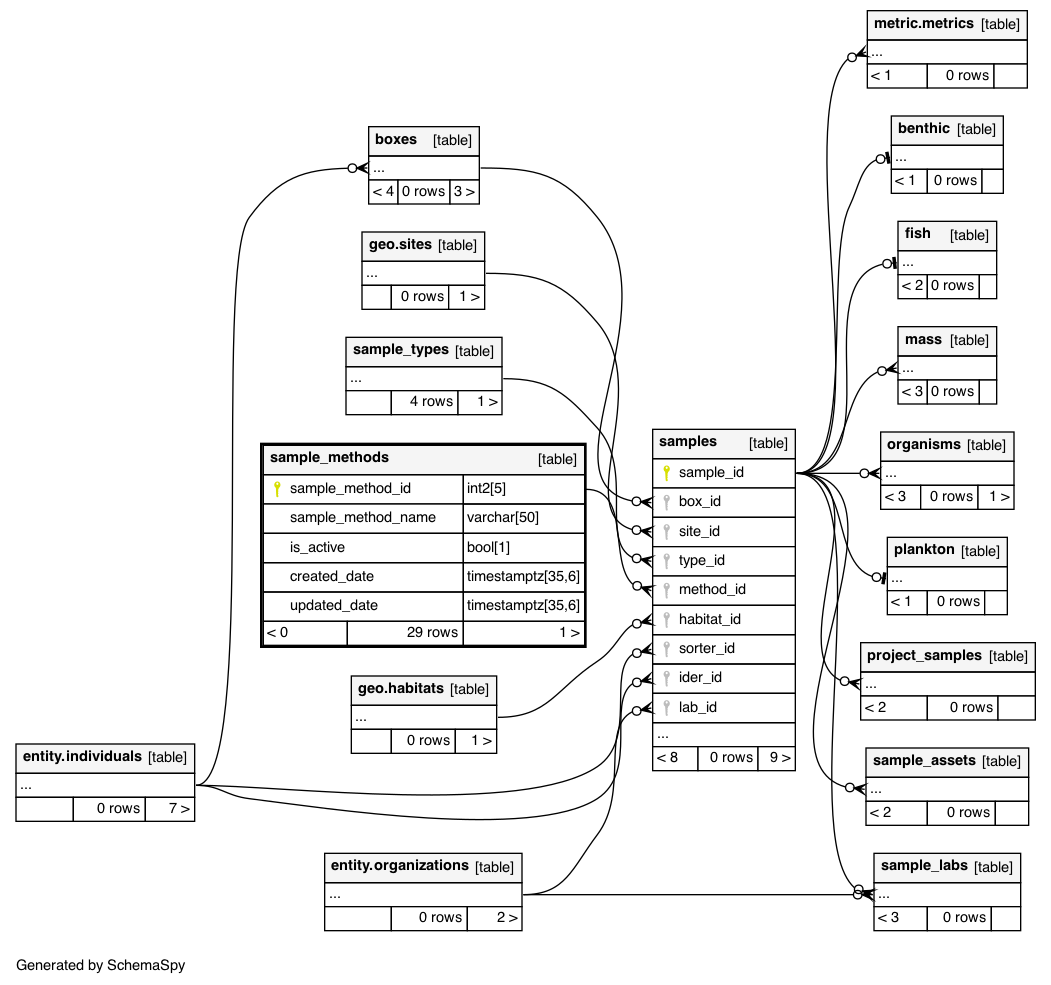 metric.metrics [table]
...
< 1 0 rows
boxes [table]
...
< 4 0 rows 3 >
benthic [table]
...
< 1 0 rows
geo.sites [table]
...
0 rows 1 >
fish [table]
...
< 2 0 rows
sample_types [table]
...
4 rows 1 >
mass [table]
...
< 3 0 rows
sample_methods [table]
sample_method_id int2[5]
sample_method_name varchar[50]
is_active bool[1]
created_date timestamptz[35,6]
updated_date timestamptz[35,6]
< 0 29 rows 1 >
samples [table]
sample_id
box_id
site_id
type_id
method_id
habitat_id
sorter_id
ider_id
lab_id
...
< 8 0 rows 9 >
organisms [table]
...
< 3 0 rows 1 >
plankton [table]
...
< 1 0 rows
project_samples [table]
...
< 2 0 rows
geo.habitats [table]
...
0 rows 1 >
entity.individuals [table]
...
0 rows 7 >
sample_assets [table]
...
< 2 0 rows
entity.organizations [table]
...
0 rows 2 >
sample_labs [table]
...
< 3 0 rows
Generated by SchemaSpy